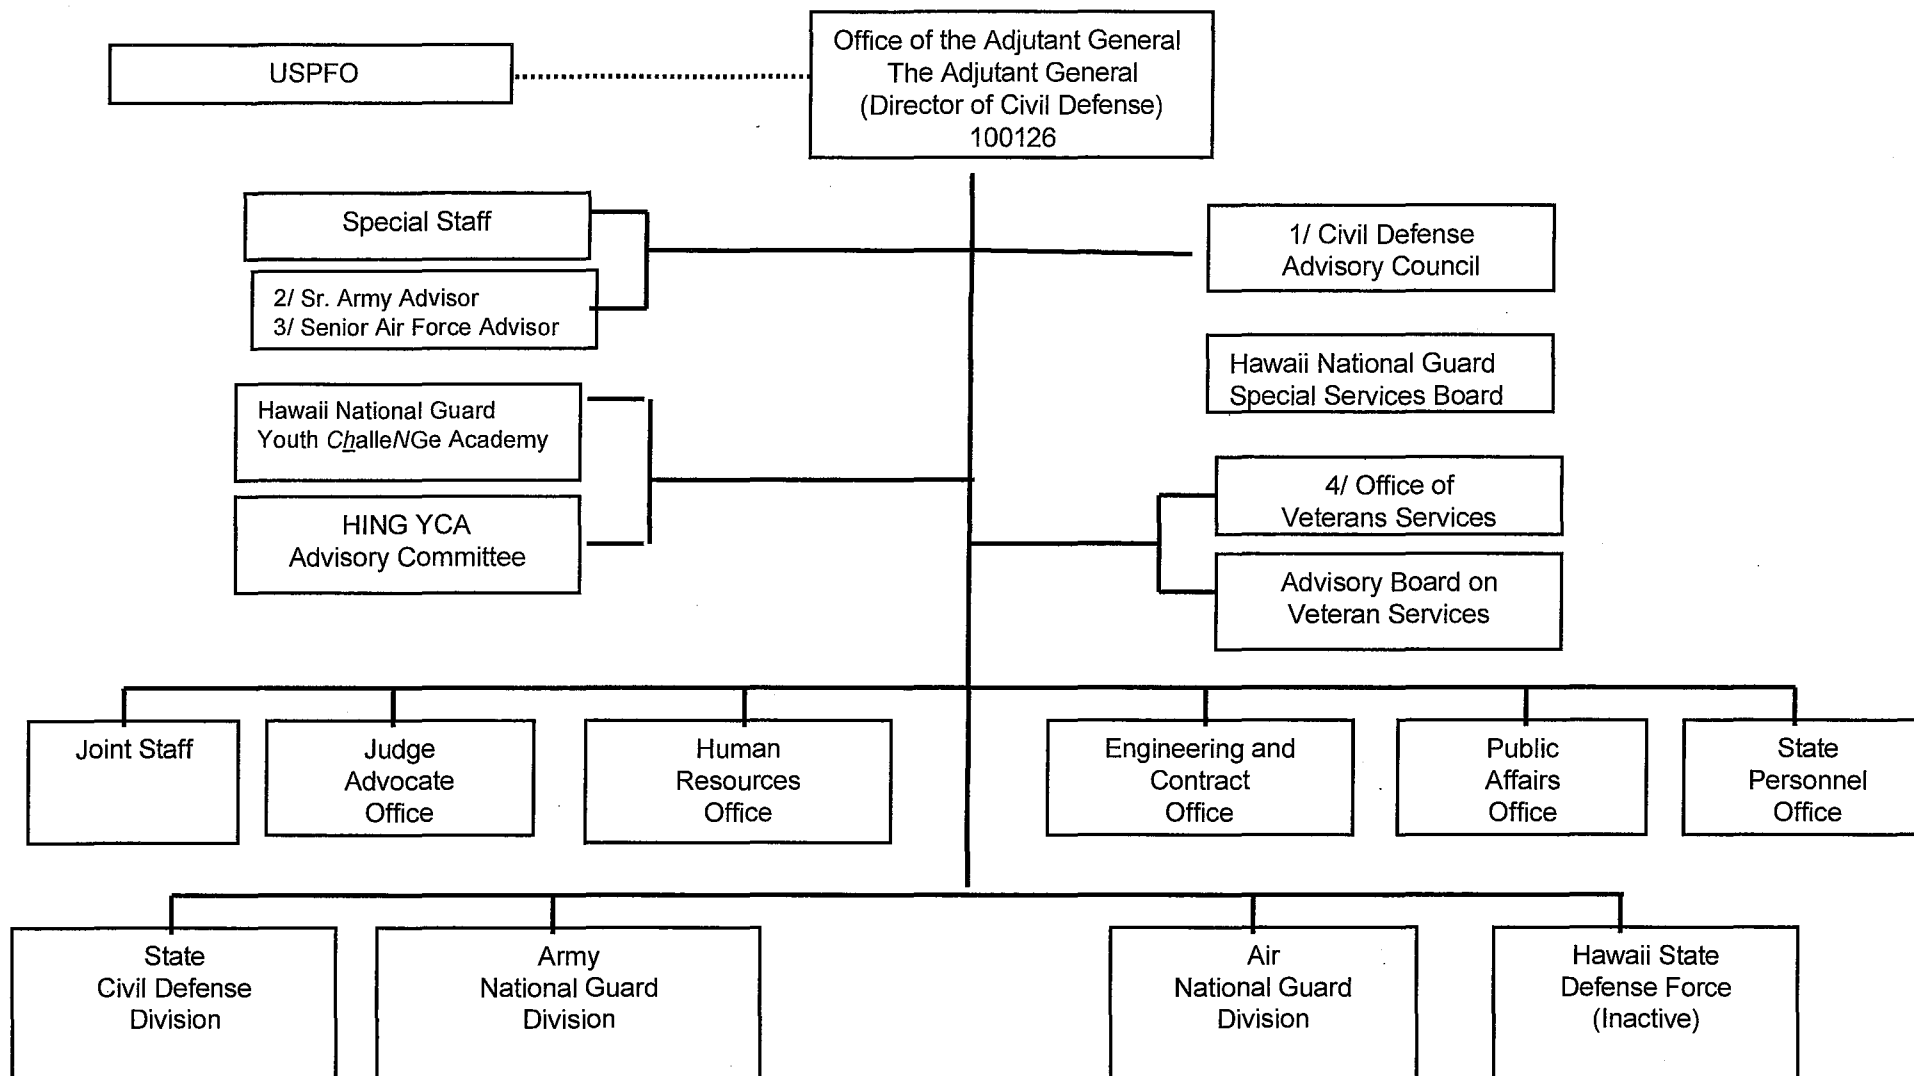 USPFO
Office of the Adjutant General
The Adjutant General
(Director of Civil Defense)
100126
Special Staff
2/ Sr. Army Advisor
3/ Senior Air Force Advisor
1/ Civil Defense
Advisory Council
Hawaii National Guard
Special Services Board
Hawaii National Guard
Youth ChalleNGe Academy
HING YCA
Advisory Committee
4/ Office of
Veterans Services
Advisory Board on
Veteran Services
Joint Staff
Judge
Advocate
Office
Human
Resources
Office
Engineering and
Contract
Office
Public
Affairs
Office
State
Personnel
Office
State
Civil Defense
Division
Army
National Guard
Division
Air
National Guard
Division
Hawaii State
Defense Force
(Inactive)